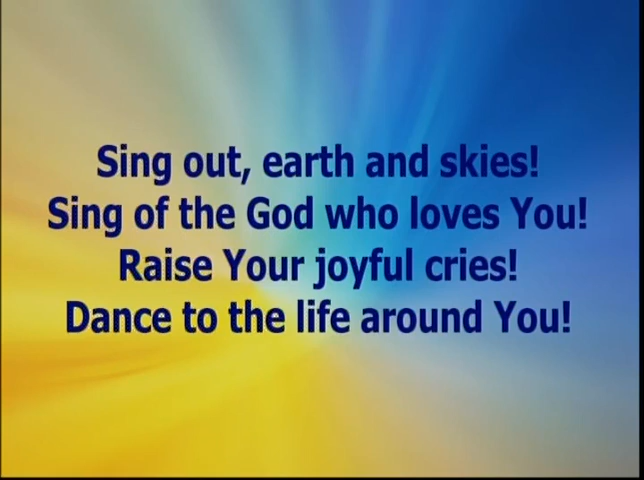 Sing out, earth and skies!
Sing of the God who loves You!
Raise Your joyful cries!
Dance to the life around You!